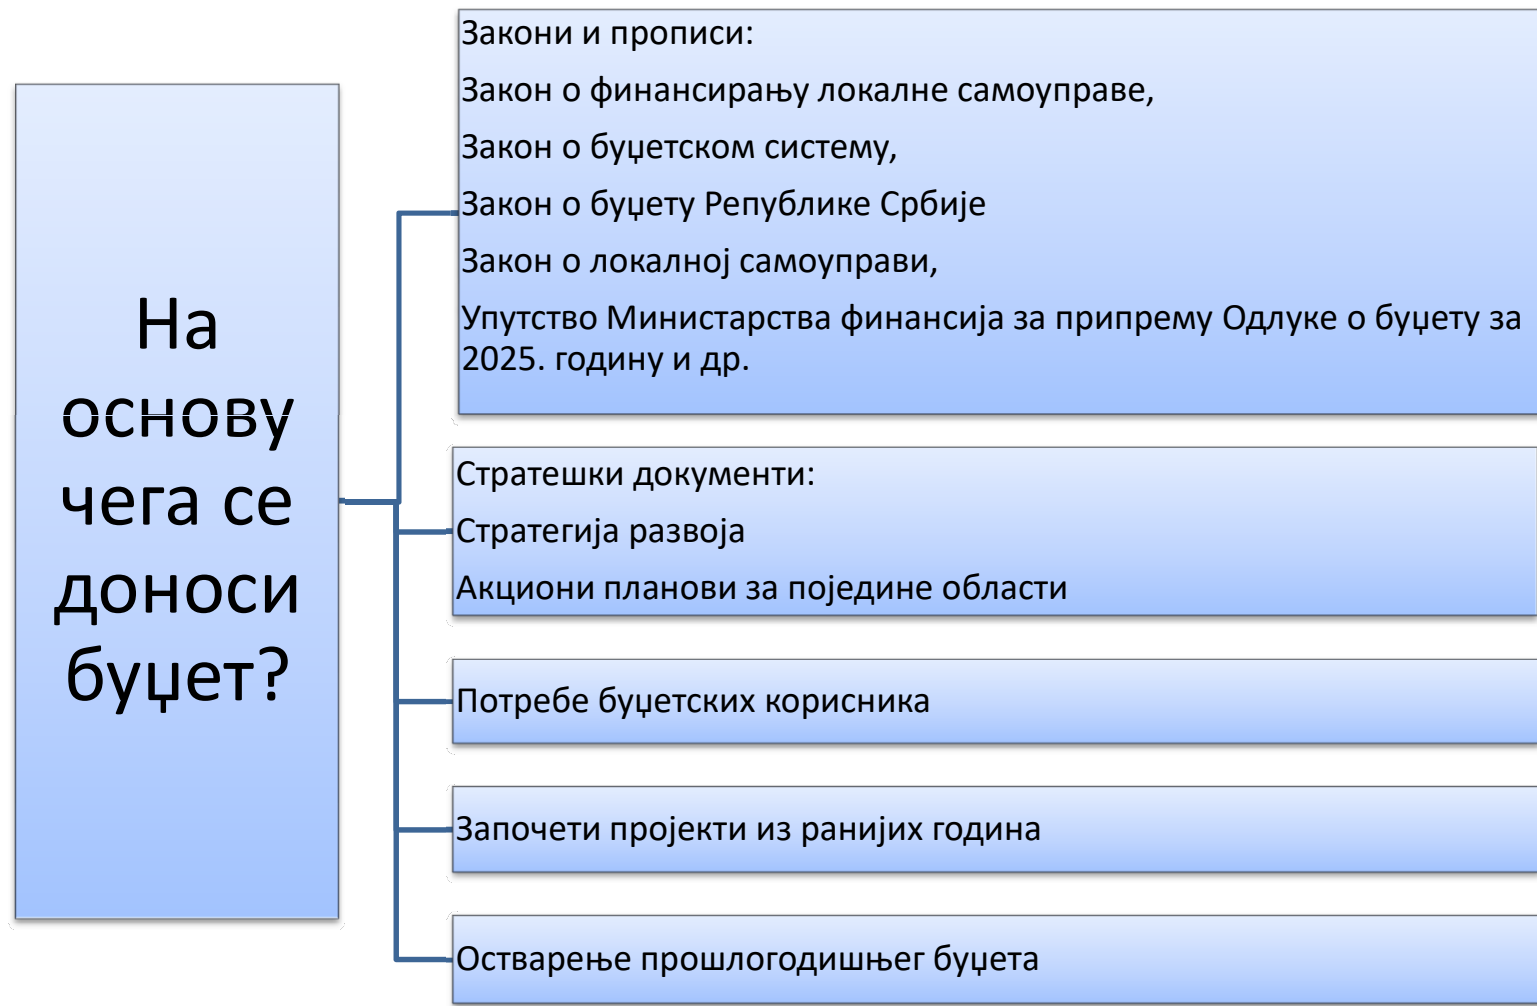 На
основу
чега се
доноси
буџет?
Закони и прописи:
Закон о финансирању локалне самоуправе,
Закон о буџетском систему,
Закон о буџету Републике Србије
Закон о локалној самоуправи,
Упутство Министарства финансија за припрему Одлуке о буџету за
2025. годину и др.
Стратешки документи:
Стратегија развоја
Акциони планови за поједине области
Потребе буџетских корисника
Започети пројекти из ранијих година
Остварење прошлогодишњег буџета